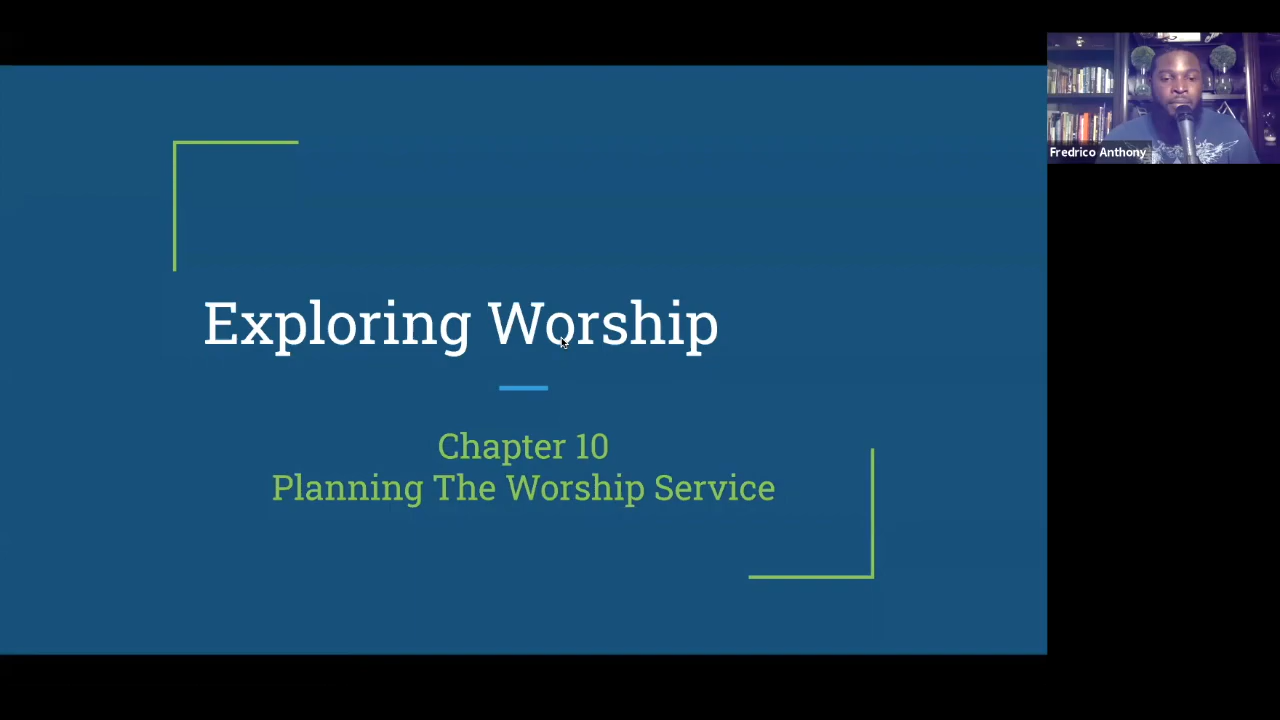 Exploring Worship
Chapter 10
Planning The Worship Service
Fredrico Anthony